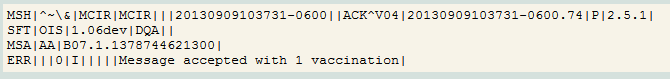 MSH|^~\&|MCIR|MCIR|||20130909103731-0600||ACK^V04|20130909103731-0600.74|P|2.5.1|
SFT|OIS|1.06dev|DQA||
MSA|AA|B07.1.1378744621300|
ERR|||0|I|||||Message accepted with 1 vaccination|